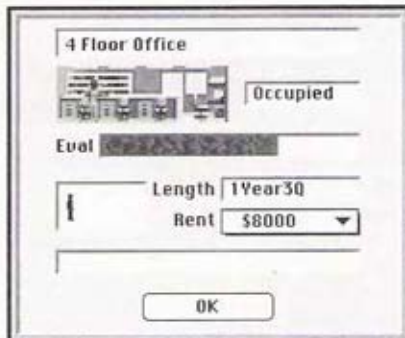 4 Floor Office
Occupied
Eval
Length 1Year3Q
Rent $8000
OK